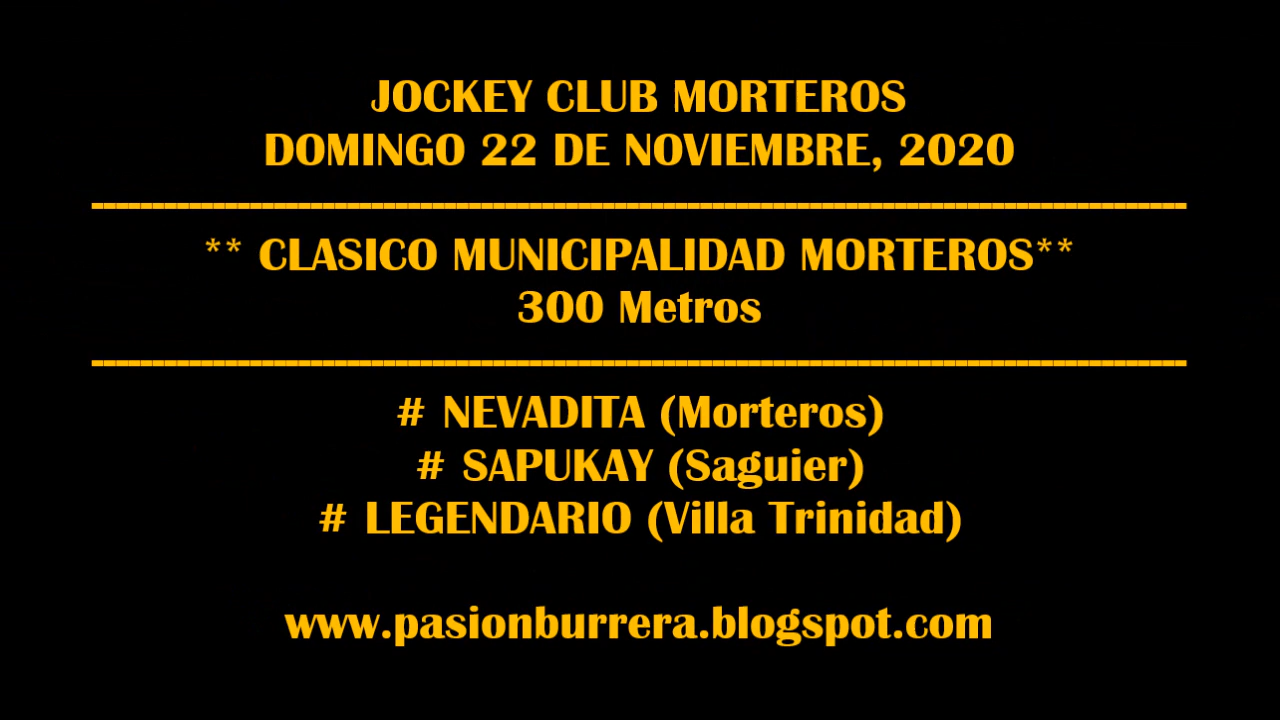 JOCKEY CLUB MORTEROS
DOMINGO 22 DE NOVIEMBRE, 2020
** CLASICO MUNICIPALIDAD MORTEROS**
300 Metros
# NEVADITA (Morteros)
# SAPUKAY (Saguier)
# LEGENDARIO (Villa Trinidad)
www.pasionburrera.blogspot.com